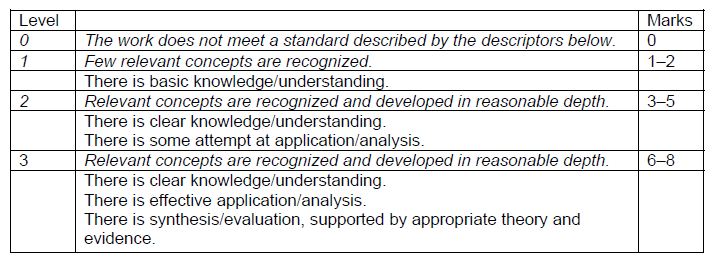 Level Marks
0 The work does not meet a standard described by the descriptors below. 0
1 Few relevant concepts are recognized. 1–2
There is basic knowledge/understanding.
2 Relevant concepts are recognized and developed in reasonable depth. 3–5
There is clear knowledge/understanding.
There is some attempt at application/analysis.
3 Relevant concepts are recognized and developed in reasonable depth. 6–8
There is clear knowledge/understanding.
There is effective application/analysis.
There is synthesis/evaluation, supported by appropriate theory and
evidence.